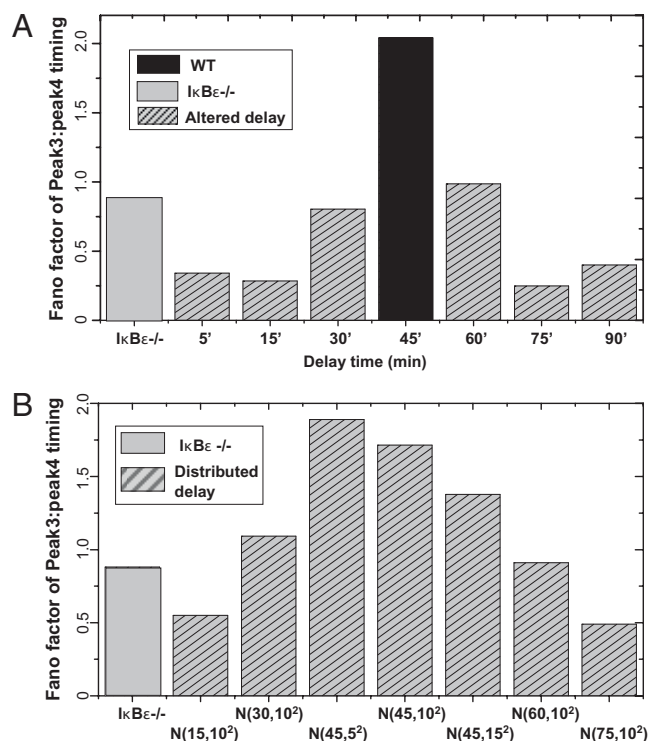 A
Fano factor of Peak3:peak4 timing
2.0
1.5
1.0
0.5
0
WT
IκBε-/-
Altered delay
IκBε-/- 5' 15' 30' 45' 60' 75' 90'
Delay time (min)
B
Fano factor of Peak3:peak4 timing
2.0
1.5
1.0
0.5
0
IκBε -/-
Distributed
delay
IκBε-/- N(30,10²) N(45,10²) N(60,10²)
N(15,10²) N(45,5²) N(45,15²) N(75,10²)